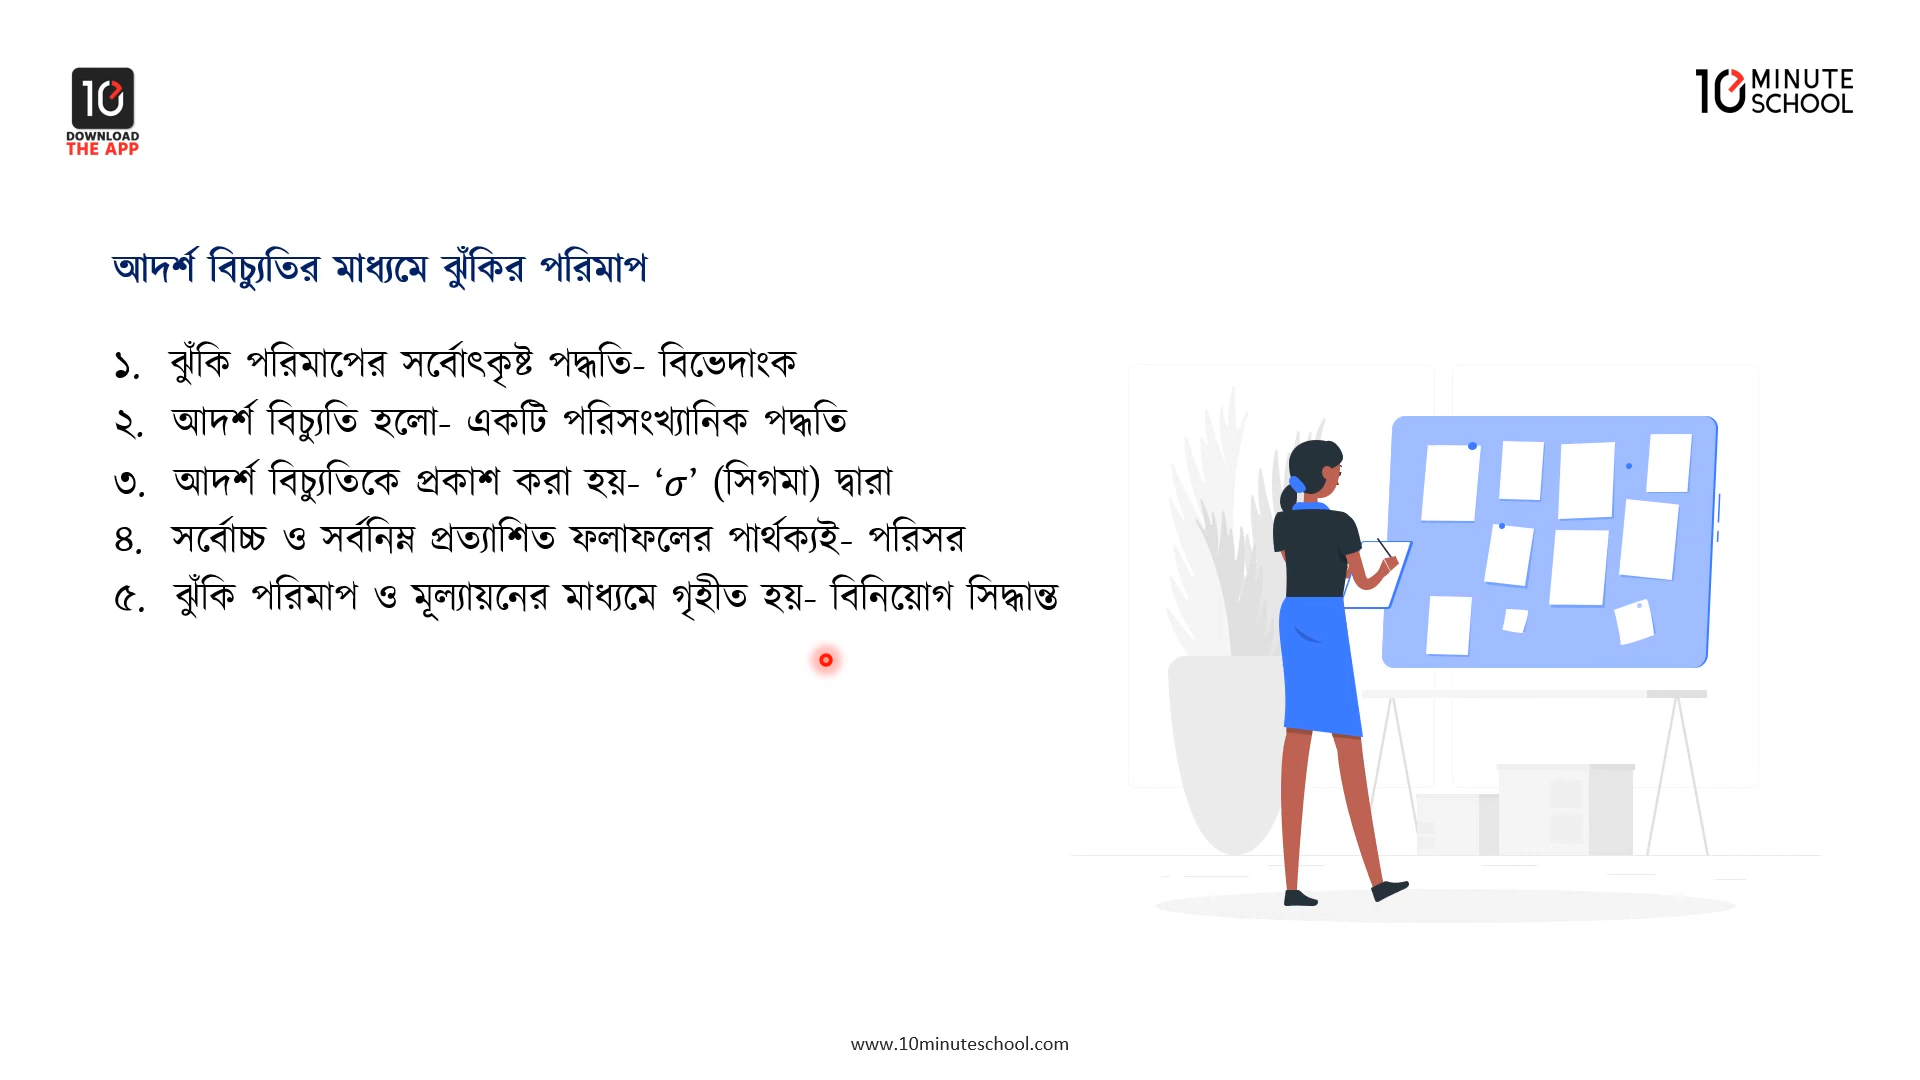 10
DOWNLOAD
THE APP
10 MINUTE
SCHOOL
আদর্শ বিচ্যুতির মাধ্যমে ঝুঁকির পরিমাপ
১. ঝুঁকি পরিমাপের সর্বোৎকৃষ্ট পদ্ধতি- বিভেদাংক
২. আদর্শ বিচ্যুতি হলো- একটি পরিসংখ্যানিক পদ্ধতি
৩. আদর্শ বিচ্যুতিকে প্রকাশ করা হয়- ‘σ’ (সিগমা) দ্বারা
৪. সর্বোচ্চ ও সর্বনিম্ন প্রত্যাশিত ফলাফলের পার্থক্যই- পরিসর
৫. ঝুঁকি পরিমাপ ও মূল্যায়নের মাধ্যমে গৃহীত হয়- বিনিয়োগ সিদ্ধান্ত
www.10minuteschool.com